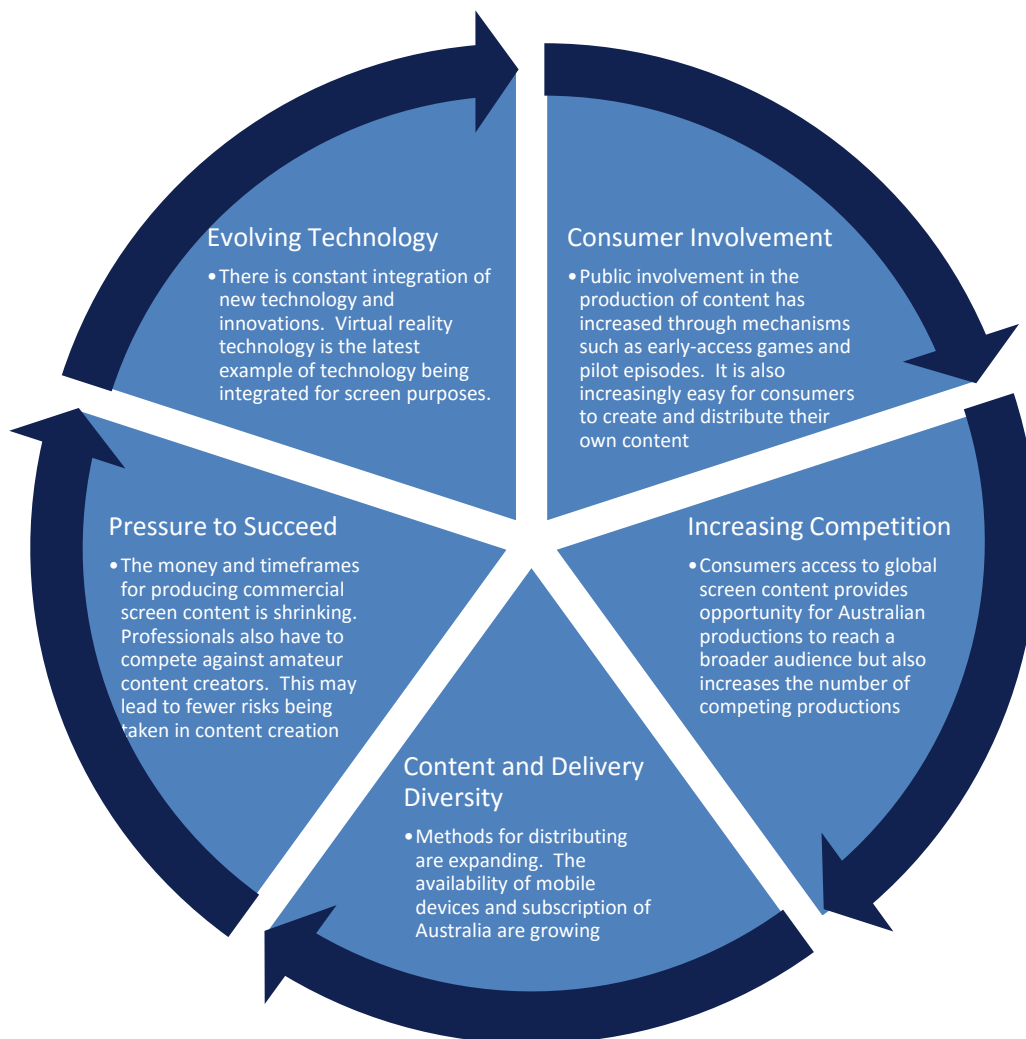 Evolving Technology
•There is constant integration of
new technology and
innovations.  Virtual reality
technology is the latest
example of technology being
integrated for screen purposes.
Consumer Involvement
•Public involvement in the
production of content has
increased through mechanisms
such as early-access games and
pilot episodes.  It is also
increasingly easy for consumers
to create and distribute their
own content
Pressure to Succeed
•The money and timeframes
for producing commercial
screen content is shrinking.
Professionals also have to
compete against amateur
content creators.  This may
lead to fewer risks being
taken in content creation
Increasing Competition
•Consumers access to global
screen content provides
opportunity for Australian
productions to reach a
broader audience but also
increases the number of
competing productions
Content and Delivery
Diversity
•Methods for distributing
are expanding.  The
availability of mobile
devices and subscription of
Australia are growing